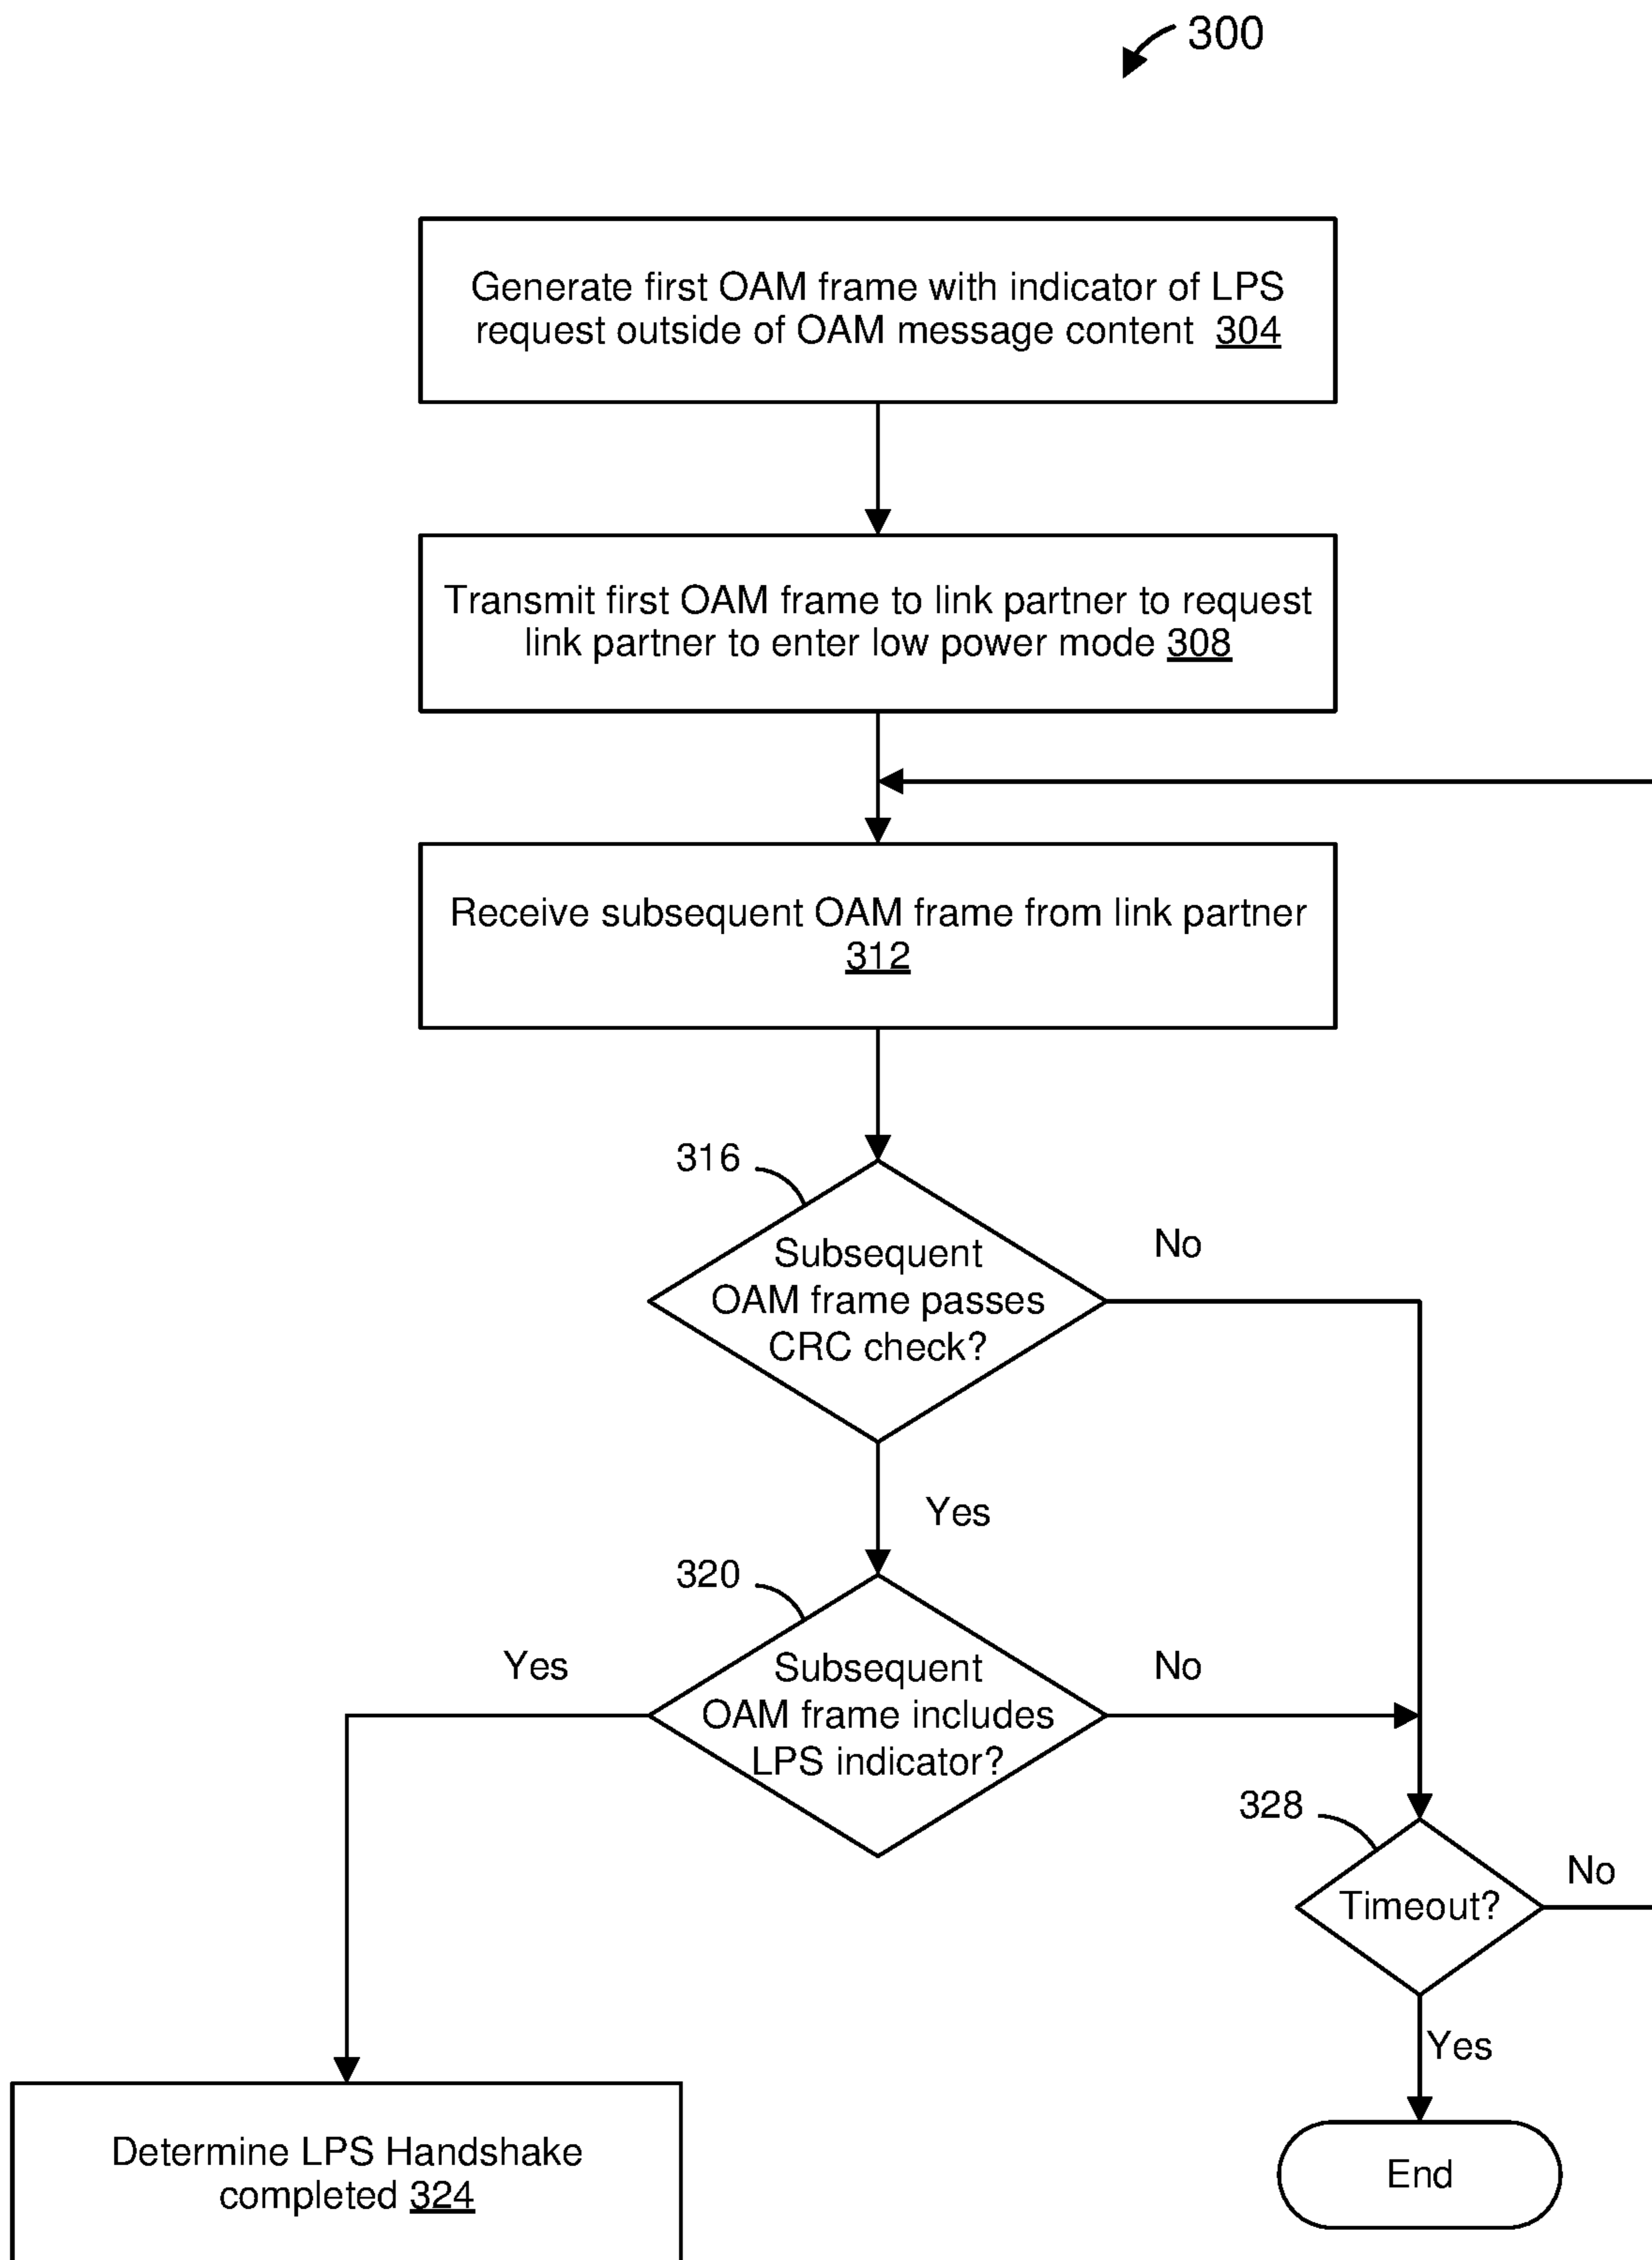 300
Generate first OAM frame with indicator of LPS
request outside of OAM message content 304
Transmit first OAM frame to link partner to request
link partner to enter low power mode 308
Receive subsequent OAM frame from link partner
312
316
Subsequent
OAM frame passes
CRC check?
No
Yes
320
Subsequent
OAM frame includes
LPS indicator?
Yes
No
328
Timeout?
No
Yes
Determine LPS Handshake
completed 324
End